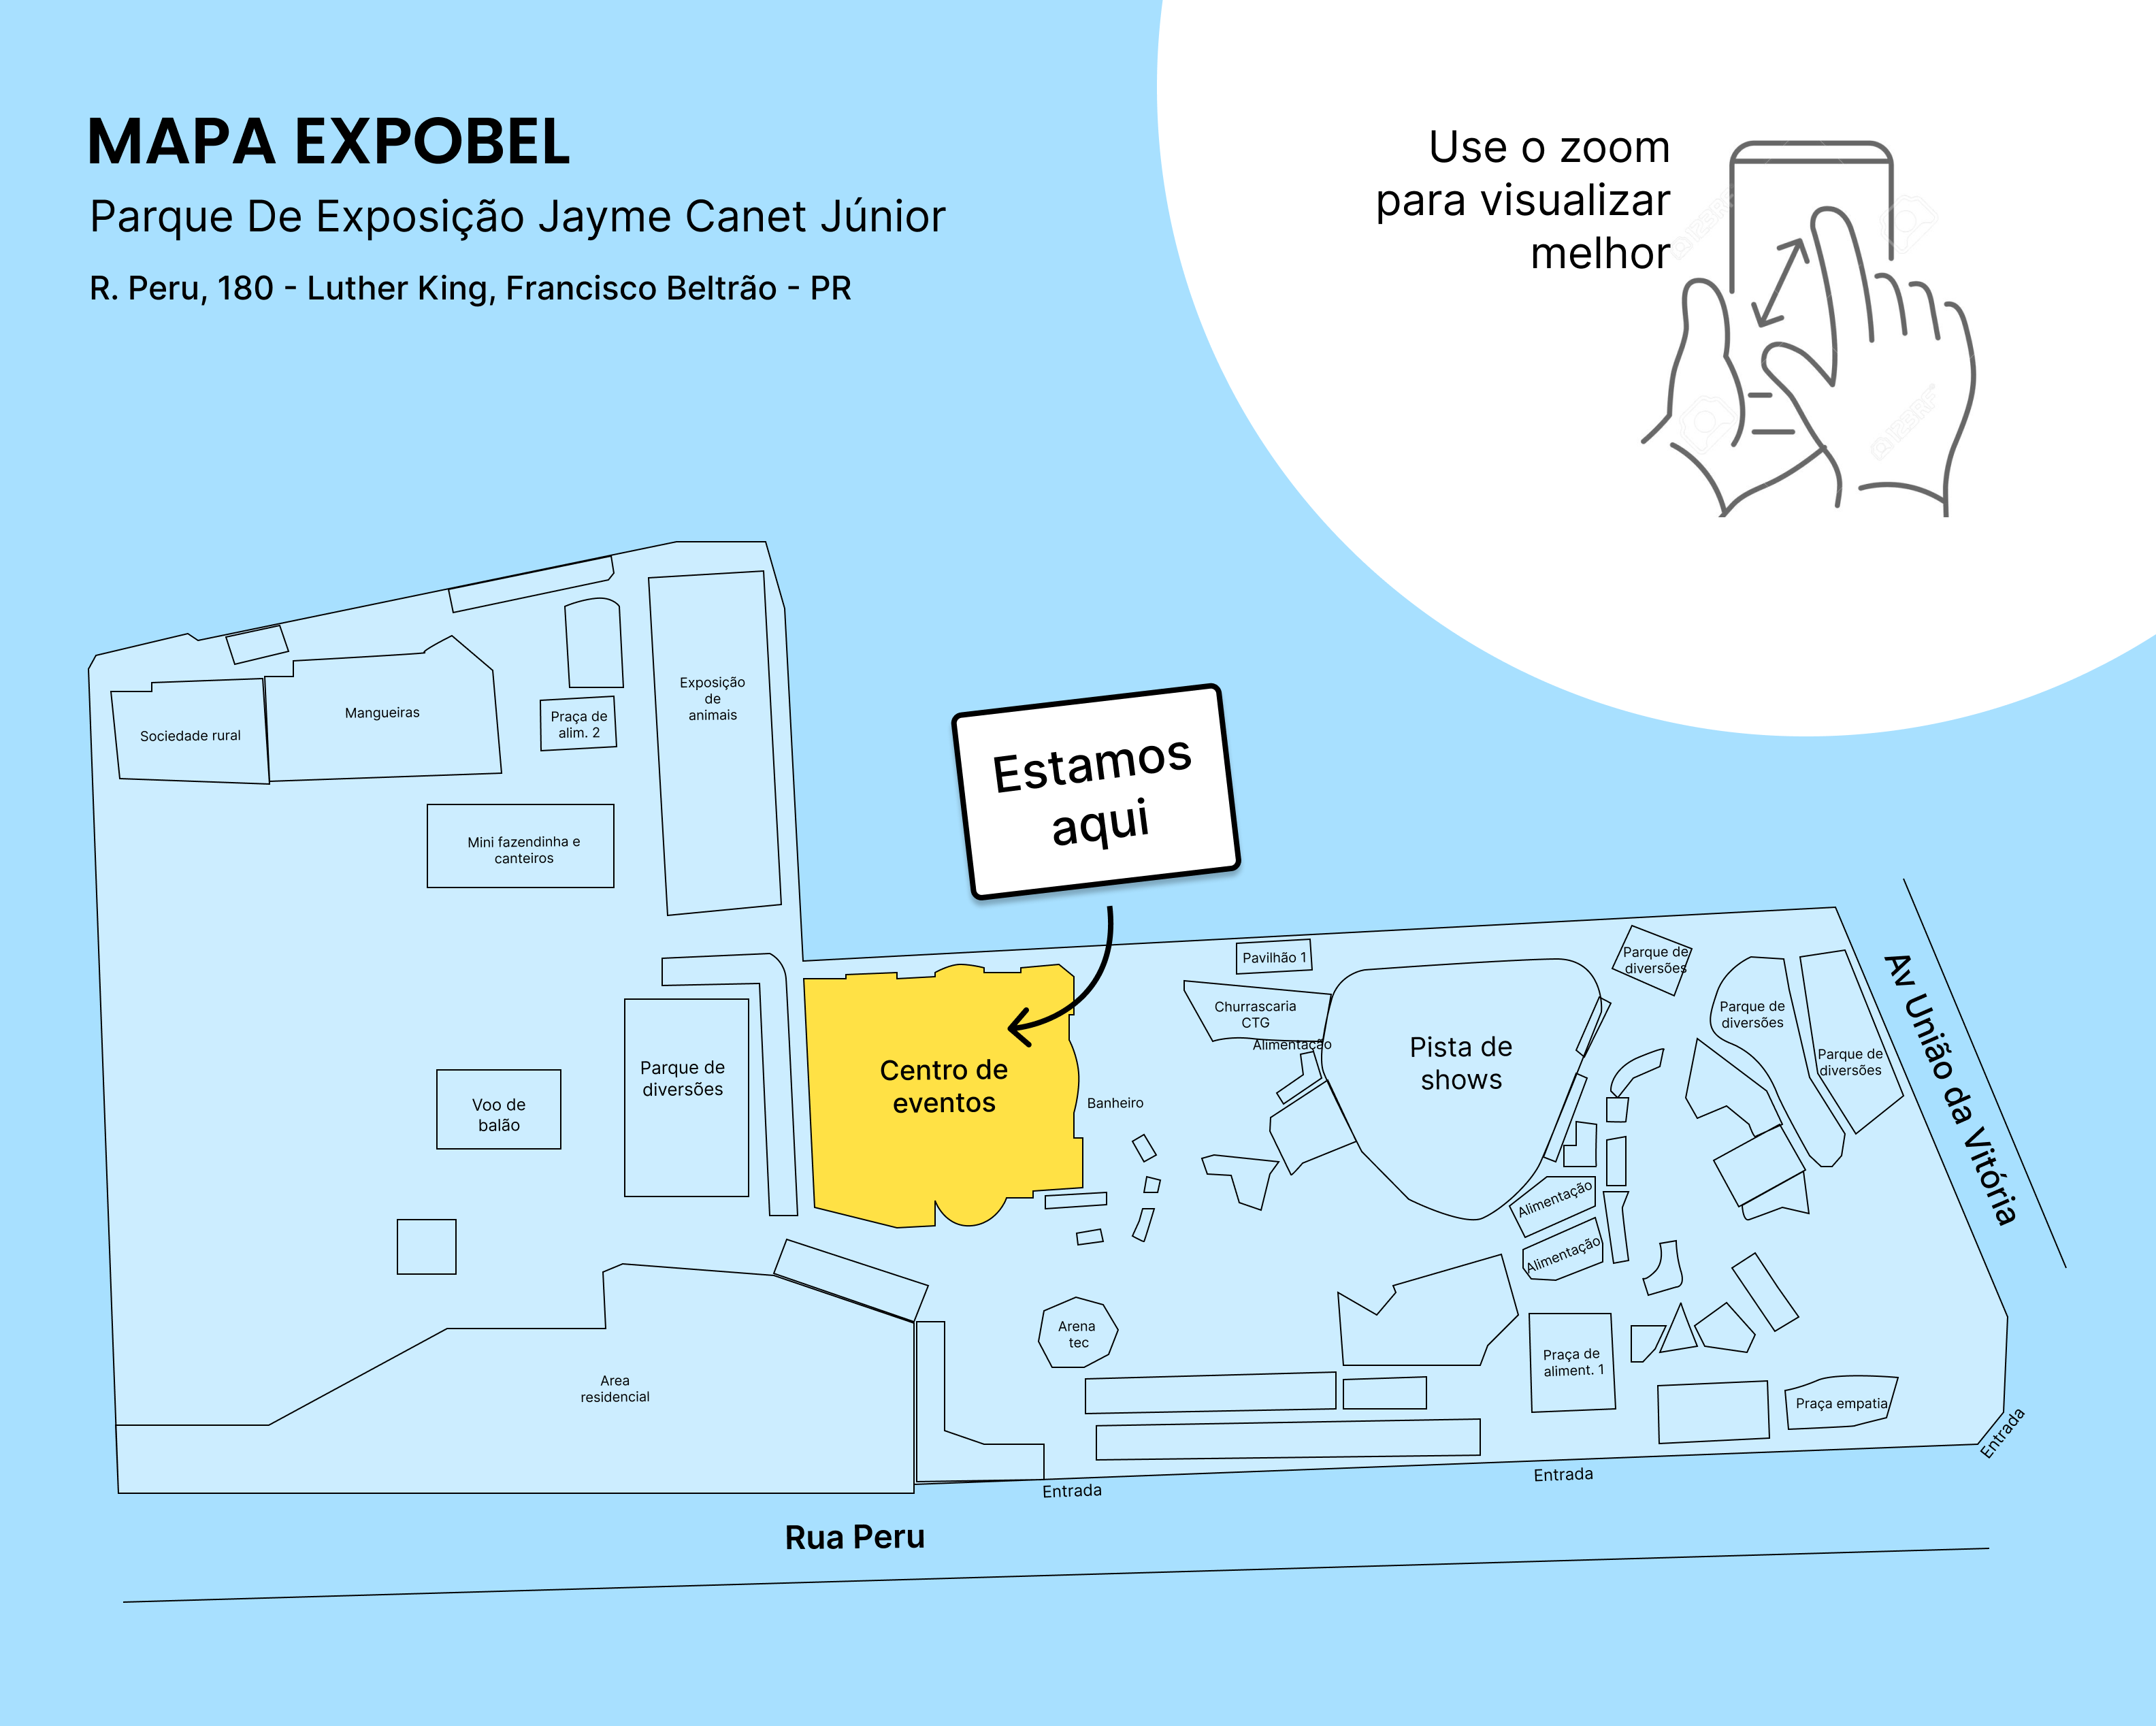 MAPA EXPOBEL
Parque De Exposição Jayme Canet Júnior
R. Peru, 180 - Luther King, Francisco Beltrão - PR
Use o zoom
para visualizar
melhor
123RF
123RF
Estamos
aqui
Exposição
de
animais
Sociedade rural
Mangueiras
Praça de
alim. 2
Mini fazendinha e
canteiros
Voo de
balão
Parque de
diversões
Centro de
eventos
Banheiro
Pavilhão 1
Churrascaria
CTG
Alimentação
Pista de
shows
Parque de
diversões
Parque de
diversões
Parque de
diversões
Av União da Vitória
Alimentação
Alimentação
Arena
tec
Praça de
aliment. 1
Praça empatia
Area
residencial
Entrada
Entrada
Entrada
Rua Peru